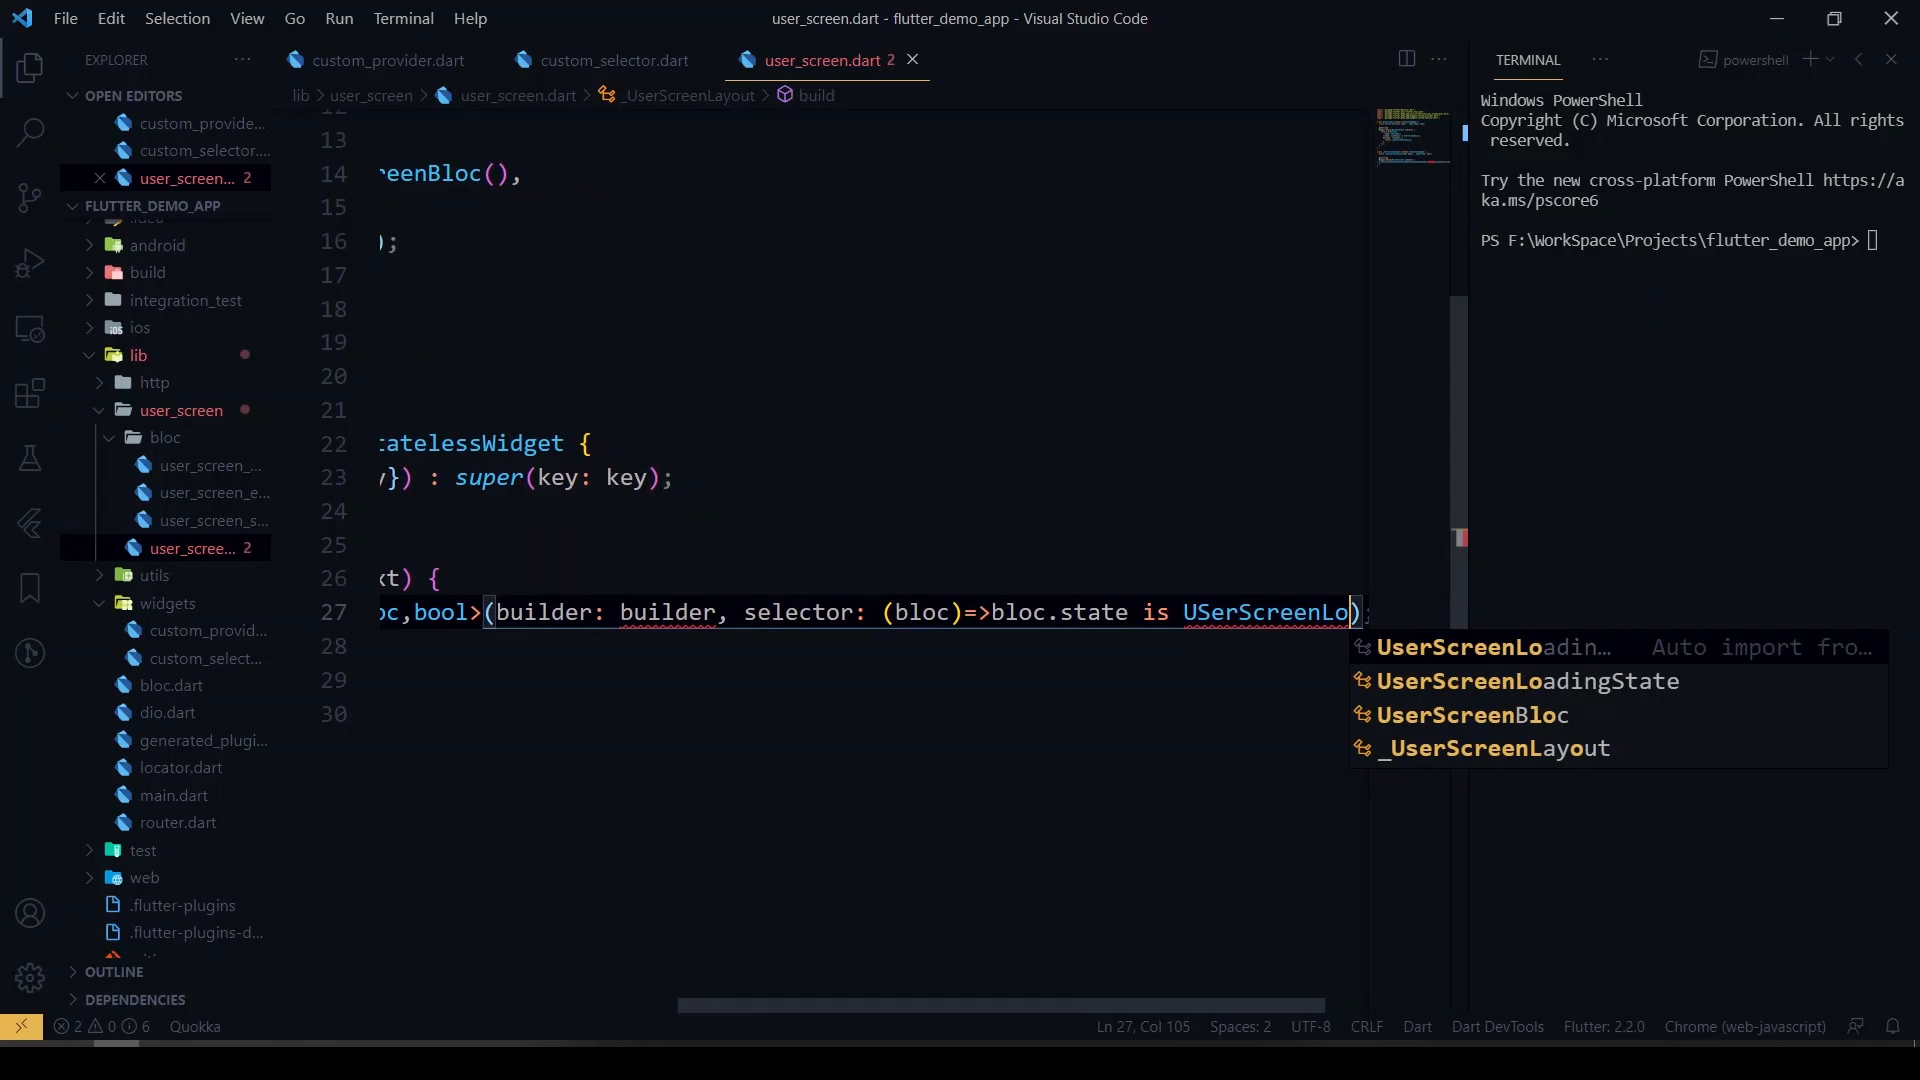 File Edit Selection View Go Run Terminal Help
user_screen.dart - flutter_demo_app - Visual Studio Code
EXPLORER
OPEN EDITORS
custom_provide...
custom_selector....
user_screen... 2
FLUTTER_DEMO_APP
.idea
android
build
integration_test
ios
lib
http
user_screen
bloc
user_screen_...
user_screen_e...
user_screen_s...
user_scree... 2
utils
widgets
custom_provid...
custom_select...
bloc.dart
dio.dart
generated_plugi...
locator.dart
main.dart
router.dart
test
web
.flutter-plugins
.flutter-plugins-d...
OUTLINE
DEPENDENCIES
custom_provider.dart
custom_selector.dart
user_screen.dart 2
lib > user_screen > user_screen.dart > _UserScreenLayout > build
12
13
14 reenBloc(),
15
16 );
17
18
19
20
21
22 tatelessWidget {
23 y}) : super(key: key);
24
25
26 xt) {
27 oc,bool>(builder: builder, selector: (bloc)=>bloc.state is USerScreenLo);
28
29
30
UserScreenLoadin... Auto import fro...
UserScreenLoadingState
UserScreenBloc
_UserScreenLayout
TERMINAL
powershell
Windows PowerShell
Copyright (C) Microsoft Corporation. All rights
reserved.
Try the new cross-platform PowerShell https://a
ka.ms/pscore6
PS F:\WorkSpace\Projects\flutter_demo_app>
2 0 6 Quokka
Ln 27, Col 105 Spaces: 2 UTF-8 CRLF Dart Dart DevTools Flutter: 2.2.0 Chrome (web-javascript)